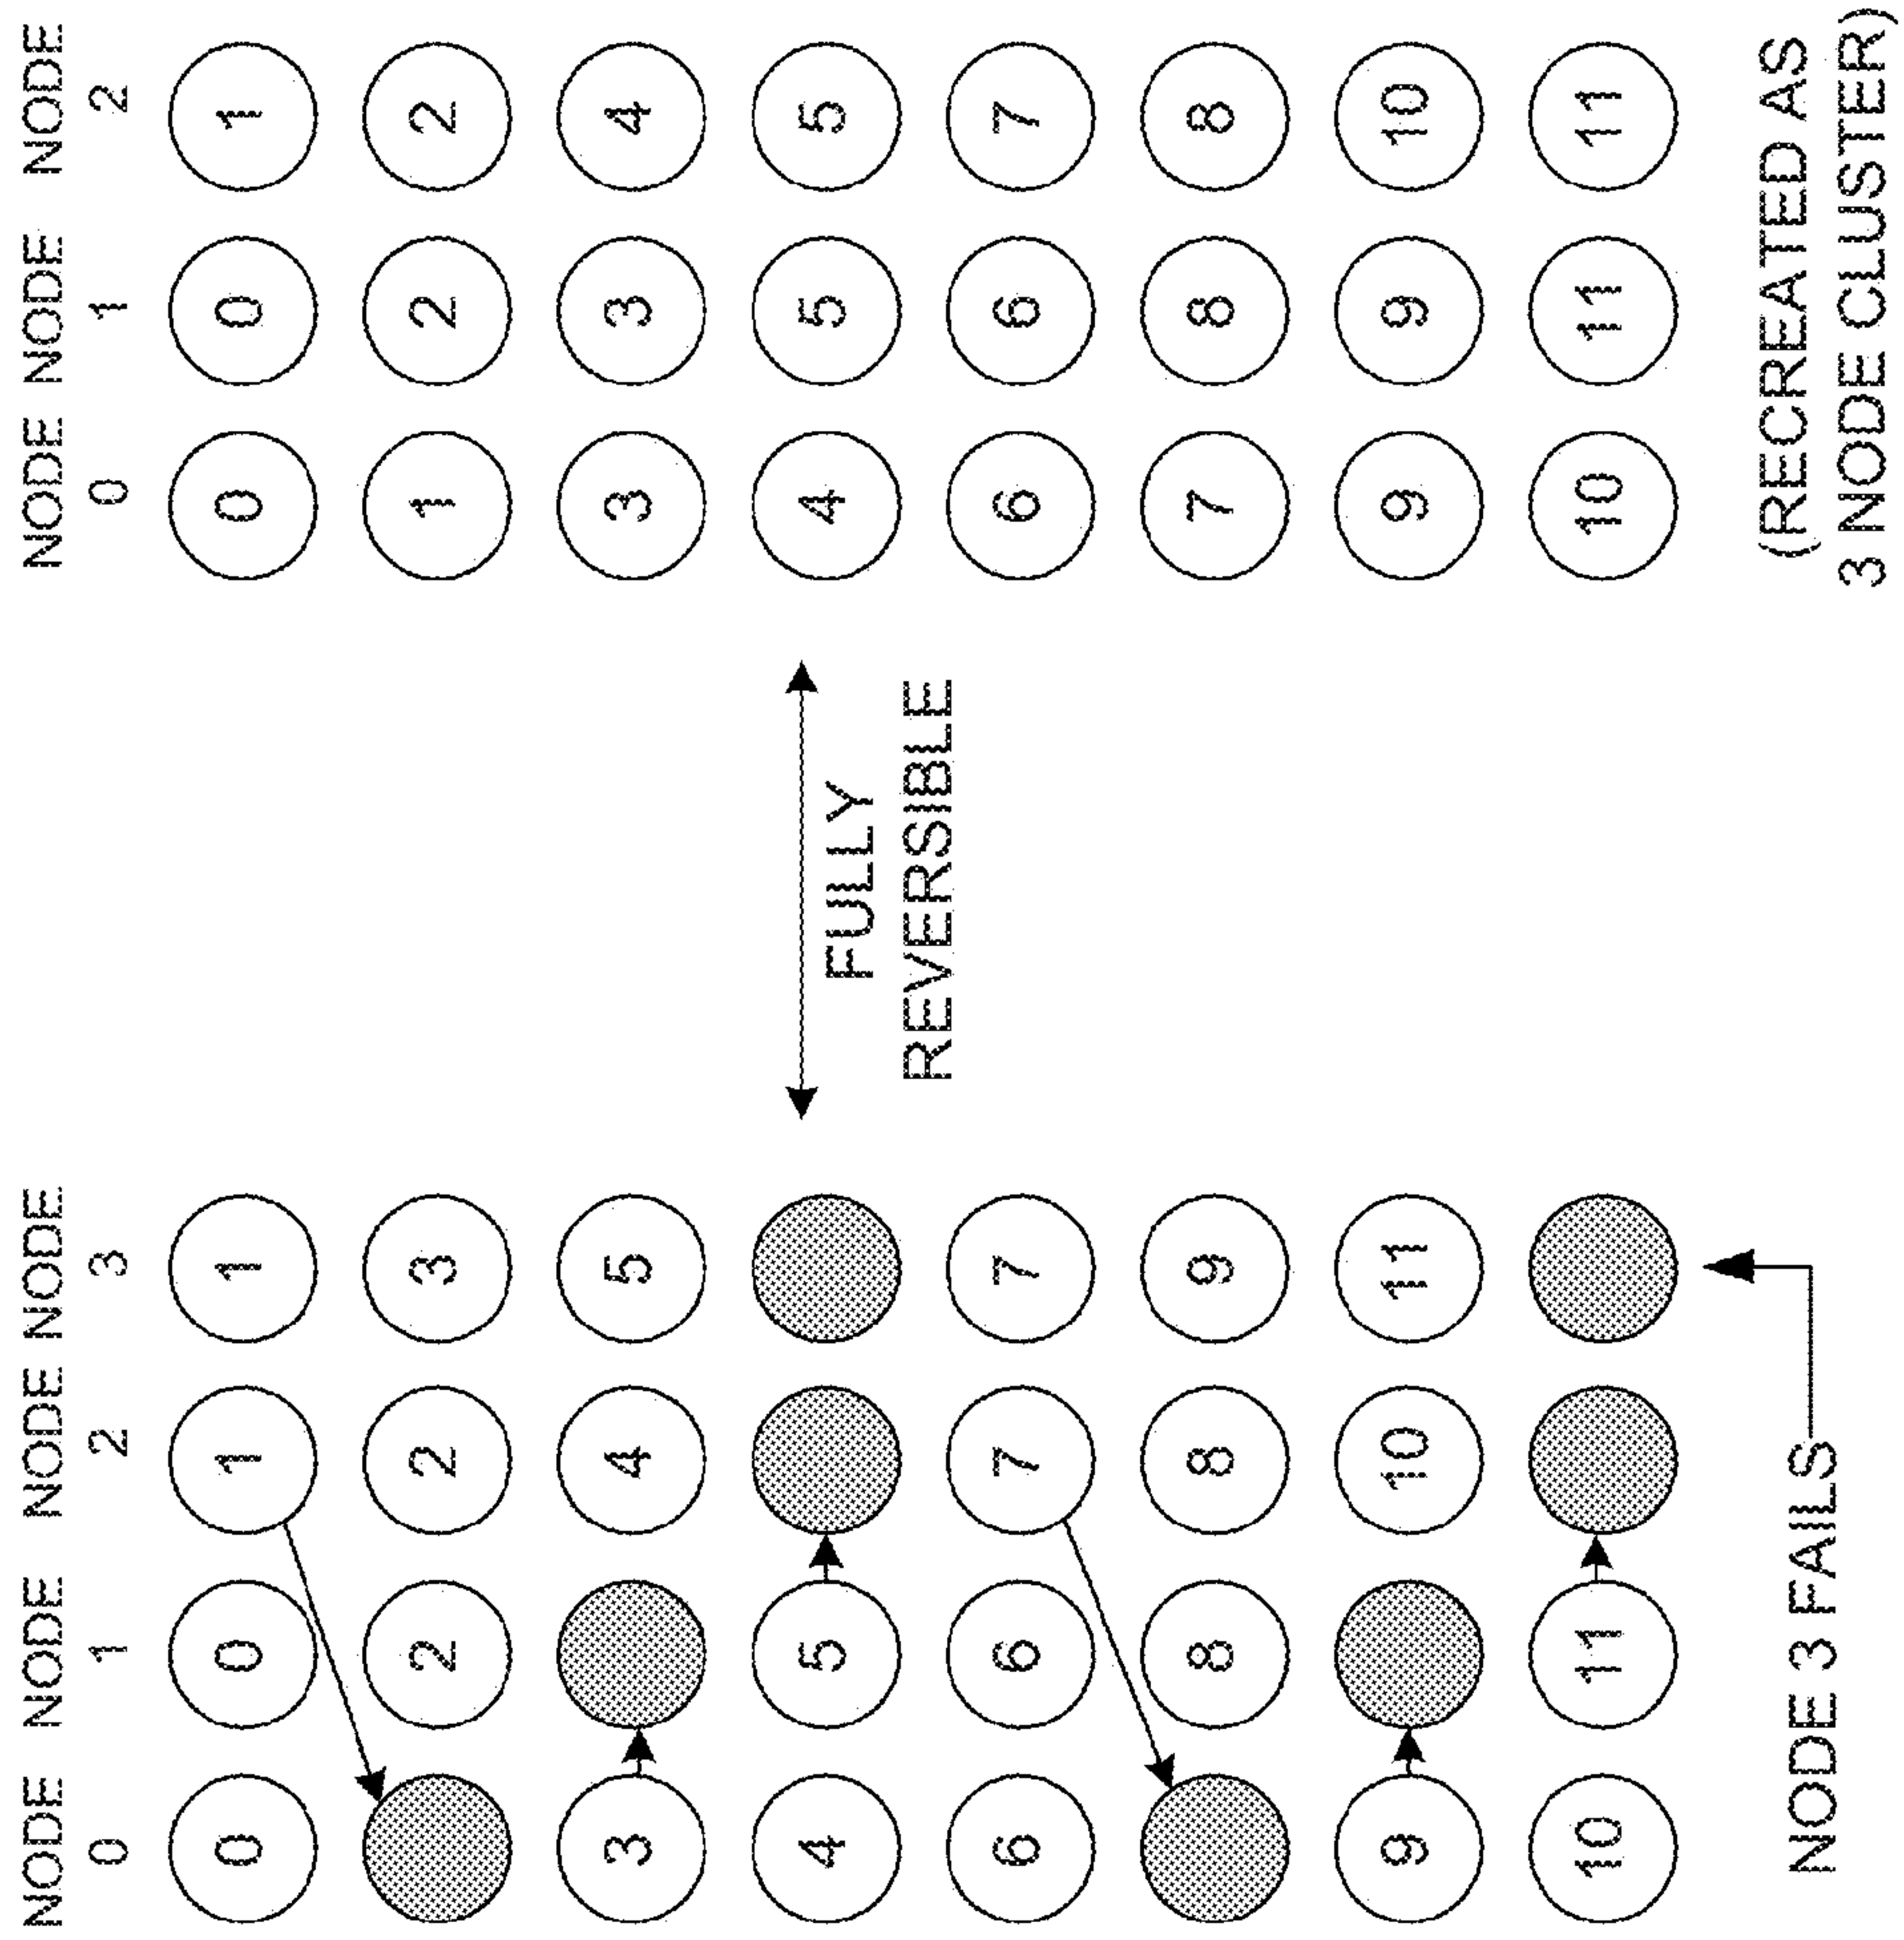 NODE NODE NODE NODE
0 1 2 3
0 0 1 1
2 2 3
3 4 5
4 5
6 6 7 7
8 8 9
9 10 11
10 11
NODE 3 FAILS
FULLY
REVERSIBLE
NODE NODE NODE
0 1 2
0 0 1
1 2 2
3 3 4
4 5 5
6 6 7
7 8 8
9 9 10
10 11 11
(RECREATED AS
3 NODE CLUSTER)